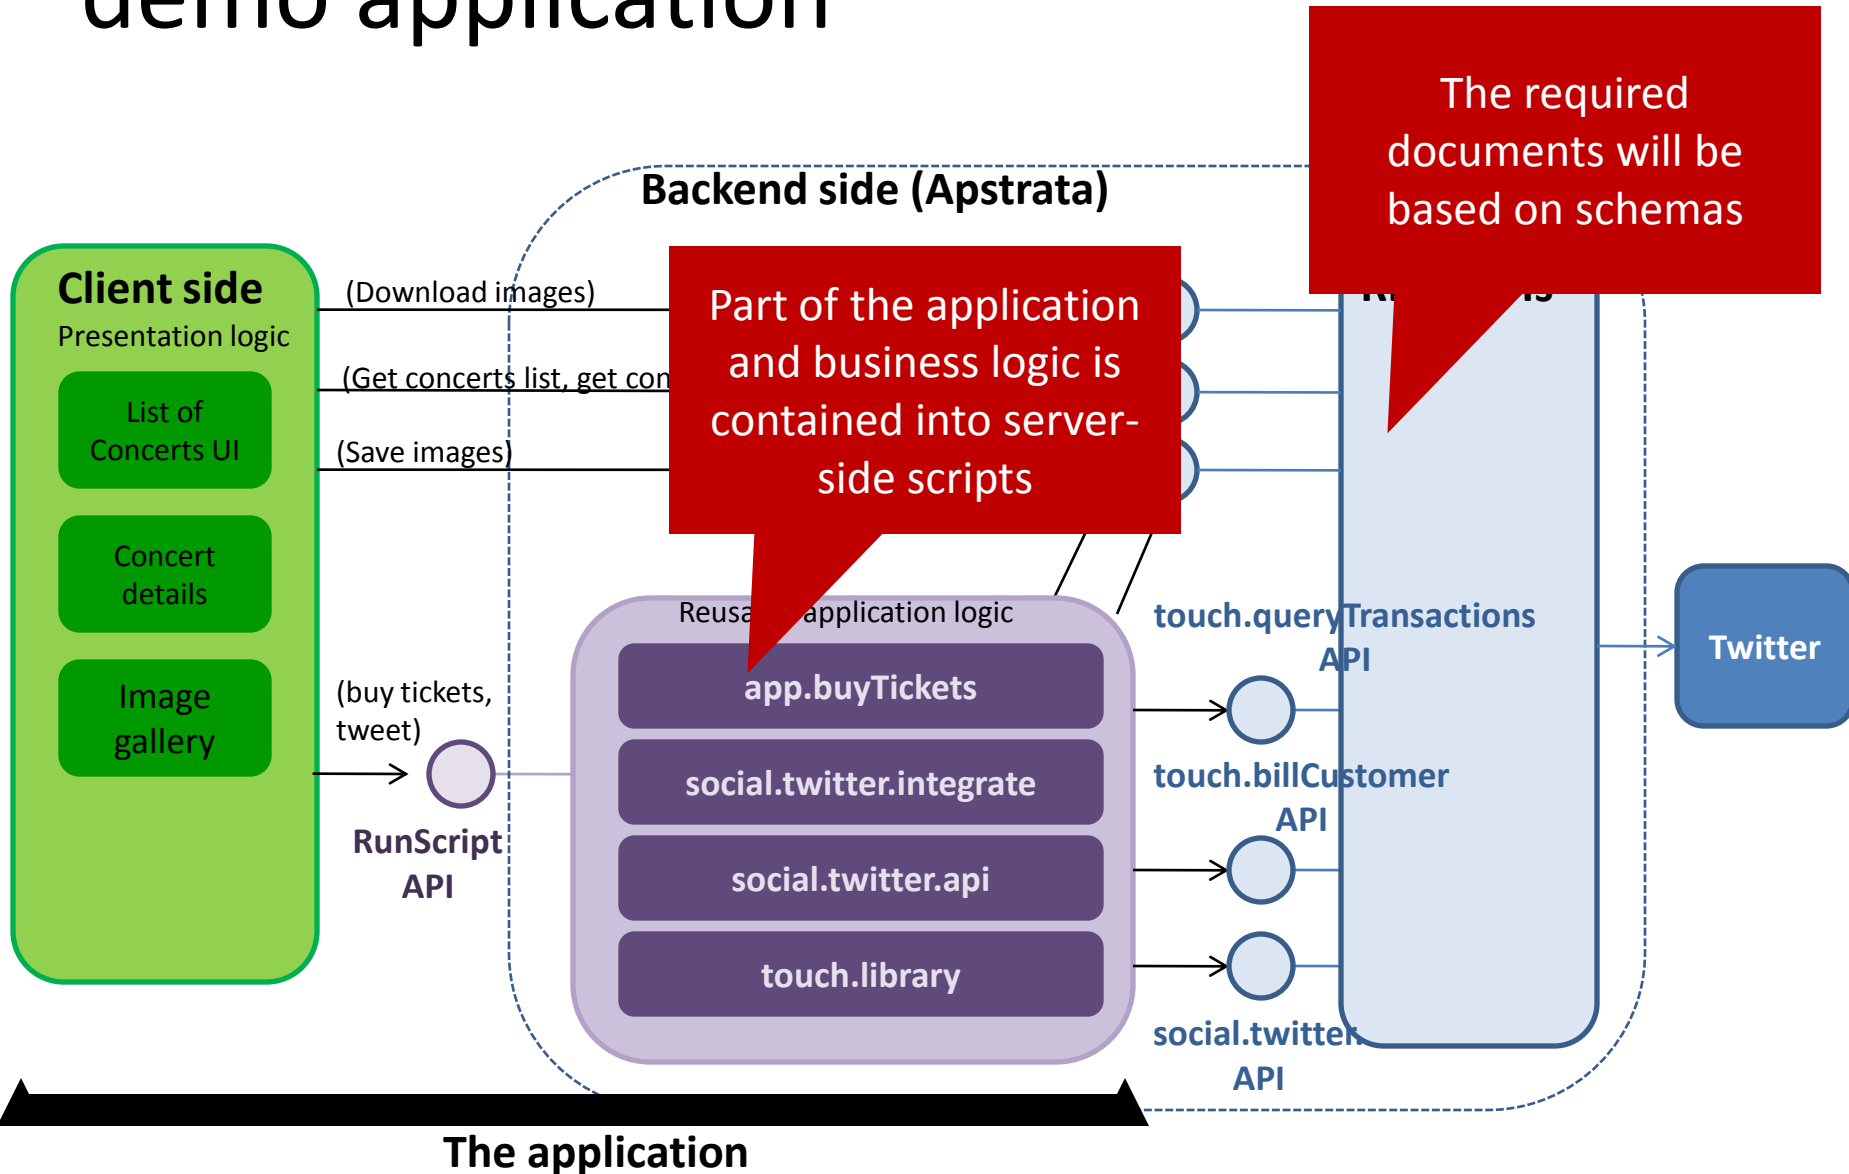 demo application
The required
documents will be
based on schemas
Backend side (Apstrata)
Client side
Presentation logic
List of
Concerts UI
Concert
details
Image
gallery
(Download images)
(Get concerts list, get con
(Save images)
Part of the application
and business logic is
contained into server-
side scripts
(buy tickets,
tweet)
RunScript
API
application logic
app.buyTickets
social.twitter.integrate
social.twitter.api
touch.library
touch.queryTransactions
API
touch.billCustomer
API
social.twitter.
API
Twitter
The application